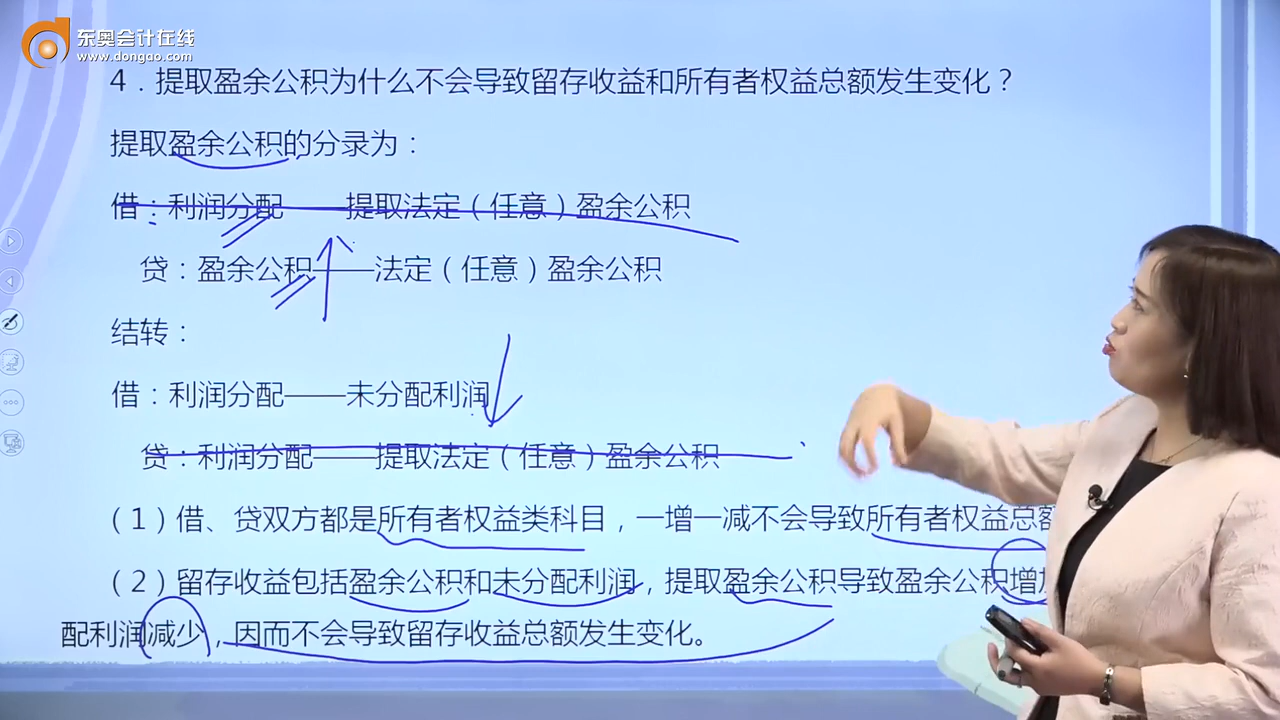 东奥会计在线
www.dongao.com
4．提取盈余公积为什么不会导致留存收益和所有者权益总额发生变化？
提取盈余公积的分录为：
借：利润分配——提取法定（任意）盈余公积
贷：盈余公积——法定（任意）盈余公积
结转：
借：利润分配——未分配利润
贷：利润分配——提取法定（任意）盈余公积
（1）借、贷双方都是所有者权益类科目，一增一减不会导致所有者权益总
（2）留存收益包括盈余公积和未分配利润，提取盈余公积导致盈余公积增
配利润减少，因而不会导致留存收益总额发生变化。